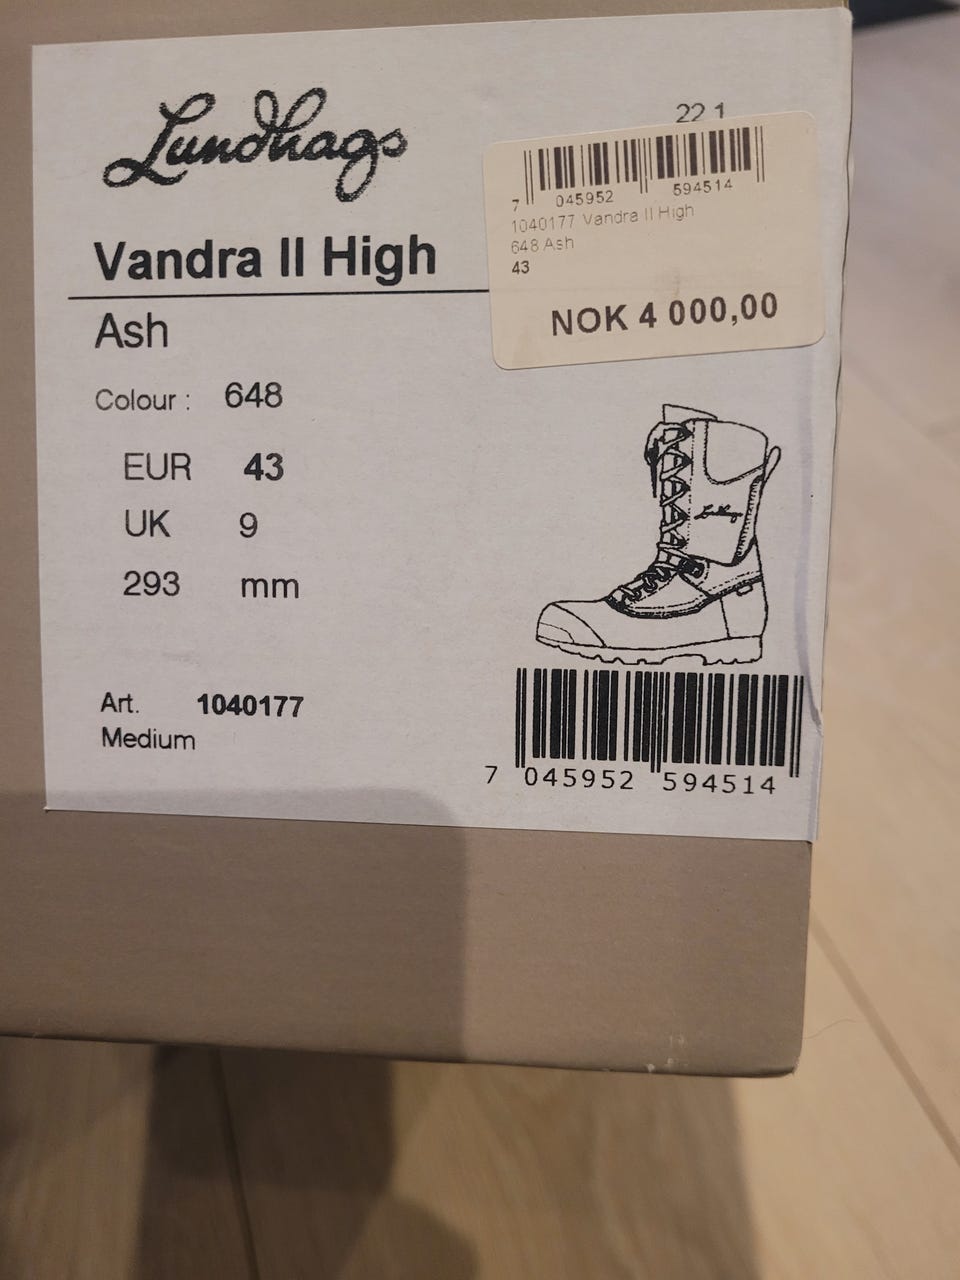 Lundhags
22 1
7 045952 594514
1040177 Vandra II High
648 Ash
43
NOK 4 000,00
Vandra II High
Ash
Colour : 648
EUR 43
UK 9
293 mm
Lundhags
Art. 1040177
Medium
7 045952 594514